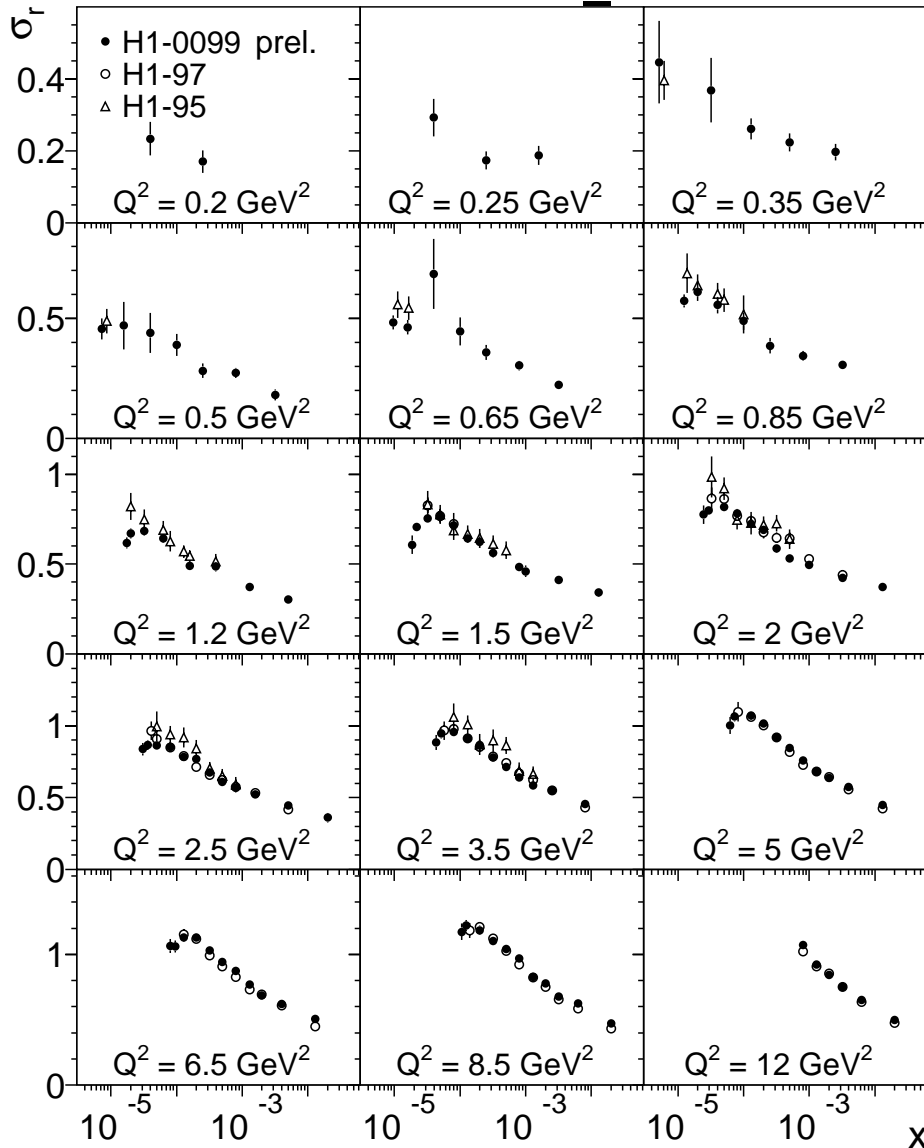 σr
H1-0099 prel.
H1-97
H1-95
0.4
0.2
0
Q² = 0.2 GeV²
Q² = 0.25 GeV²
Q² = 0.35 GeV²
0.5
0
Q² = 0.5 GeV²
Q² = 0.65 GeV²
Q² = 0.85 GeV²
1
0.5
0
Q² = 1.2 GeV²
Q² = 1.5 GeV²
Q² = 2 GeV²
1
0.5
0
Q² = 2.5 GeV²
Q² = 3.5 GeV²
Q² = 5 GeV²
1
0
Q² = 6.5 GeV²
Q² = 8.5 GeV²
Q² = 12 GeV²
10⁻⁵ 10⁻³ 10⁻⁵ 10⁻³ 10⁻⁵ 10⁻³ x